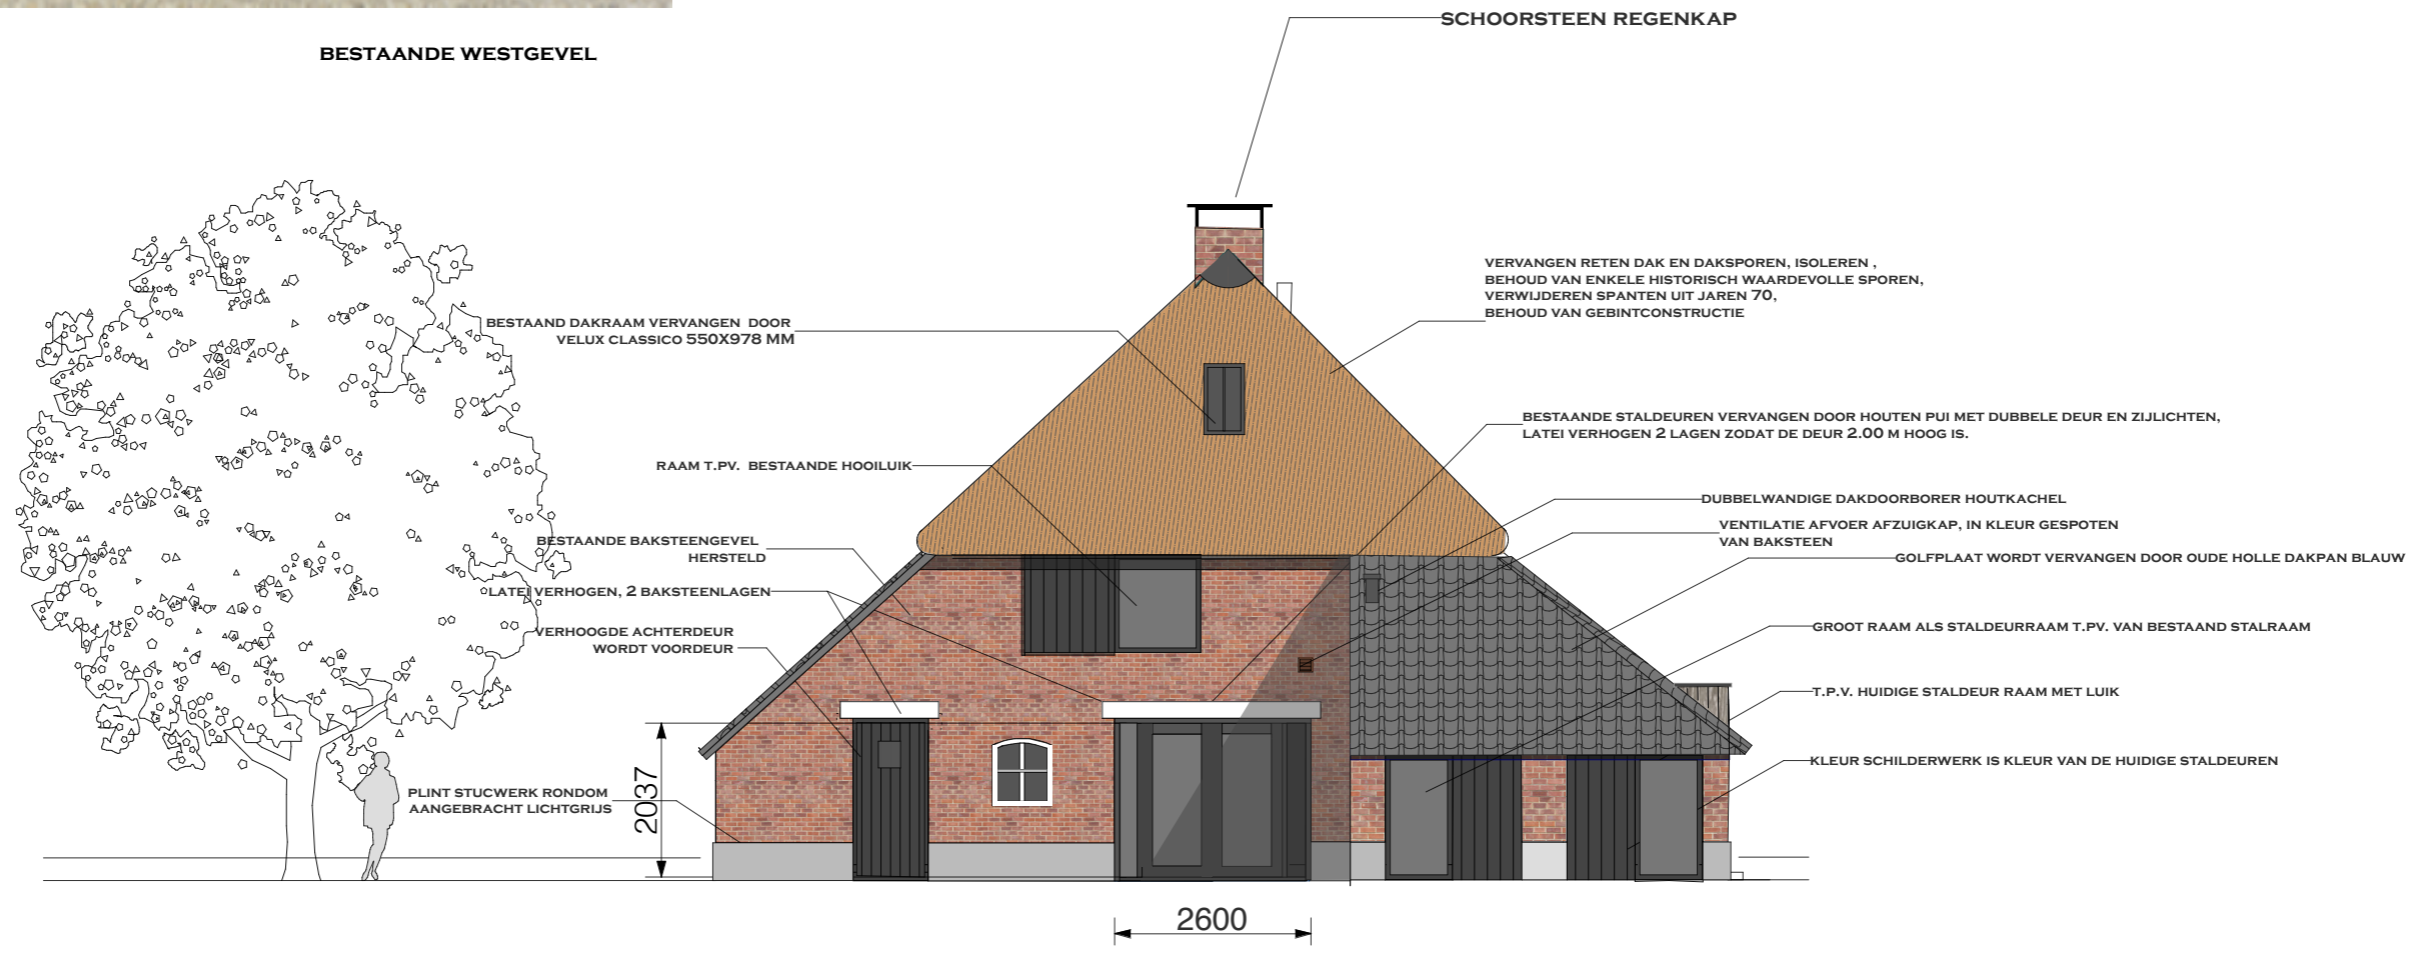 SCHOORSTEEN REGENKAP
BESTAANDE WESTGEVEL
VERVANGEN RETEN DAK EN DAKSPOREN, ISOLEREN ,
BEHOUD VAN ENKELE HISTORISCH WAARDEVOLLE SPOREN,
VERWIJDEREN SPANTEN UIT JAREN 70,
BEHOUD VAN GEBINTCONSTRUCTIE
BESTAAND DAKRAAM VERVANGEN DOOR
VELUX CLASSICO 550X978 MM
BESTAANDE STALDEUREN VERVANGEN DOOR HOUTEN PUI MET DUBBELE DEUR EN ZIJLICHTEN,
LATEI VERHOGEN 2 LAGEN ZODAT DE DEUR 2.00 M HOOG IS.
RAAM T.PV. BESTAANDE HOOILUIK
DUBBELWANDIGE DAKDOORBORER HOUTKACHEL
VENTILATIE AFVOER AFZUIGKAP, IN KLEUR GESPOTEN
VAN BAKSTEEN
BESTAANDE BAKSTEENGEVEL
HERSTELD
GOLFPLAAT WORDT VERVANGEN DOOR OUDE HOLLE DAKPAN BLAUW
LATEI VERHOGEN, 2 BAKSTEENLAGEN
GROOT RAAM ALS STALDEURRAAM T.PV. VAN BESTAAND STALRAAM
VERHOOGDE ACHTERDEUR
WORDT VOORDEUR
T.P.V. HUIDIGE STALDEUR RAAM MET LUIK
KLEUR SCHILDERWERK IS KLEUR VAN DE HUIDIGE STALDEUREN
PLINT STUCWERK RONDOM
AANGEBRACHT LICHTGRIJS
2037
2600